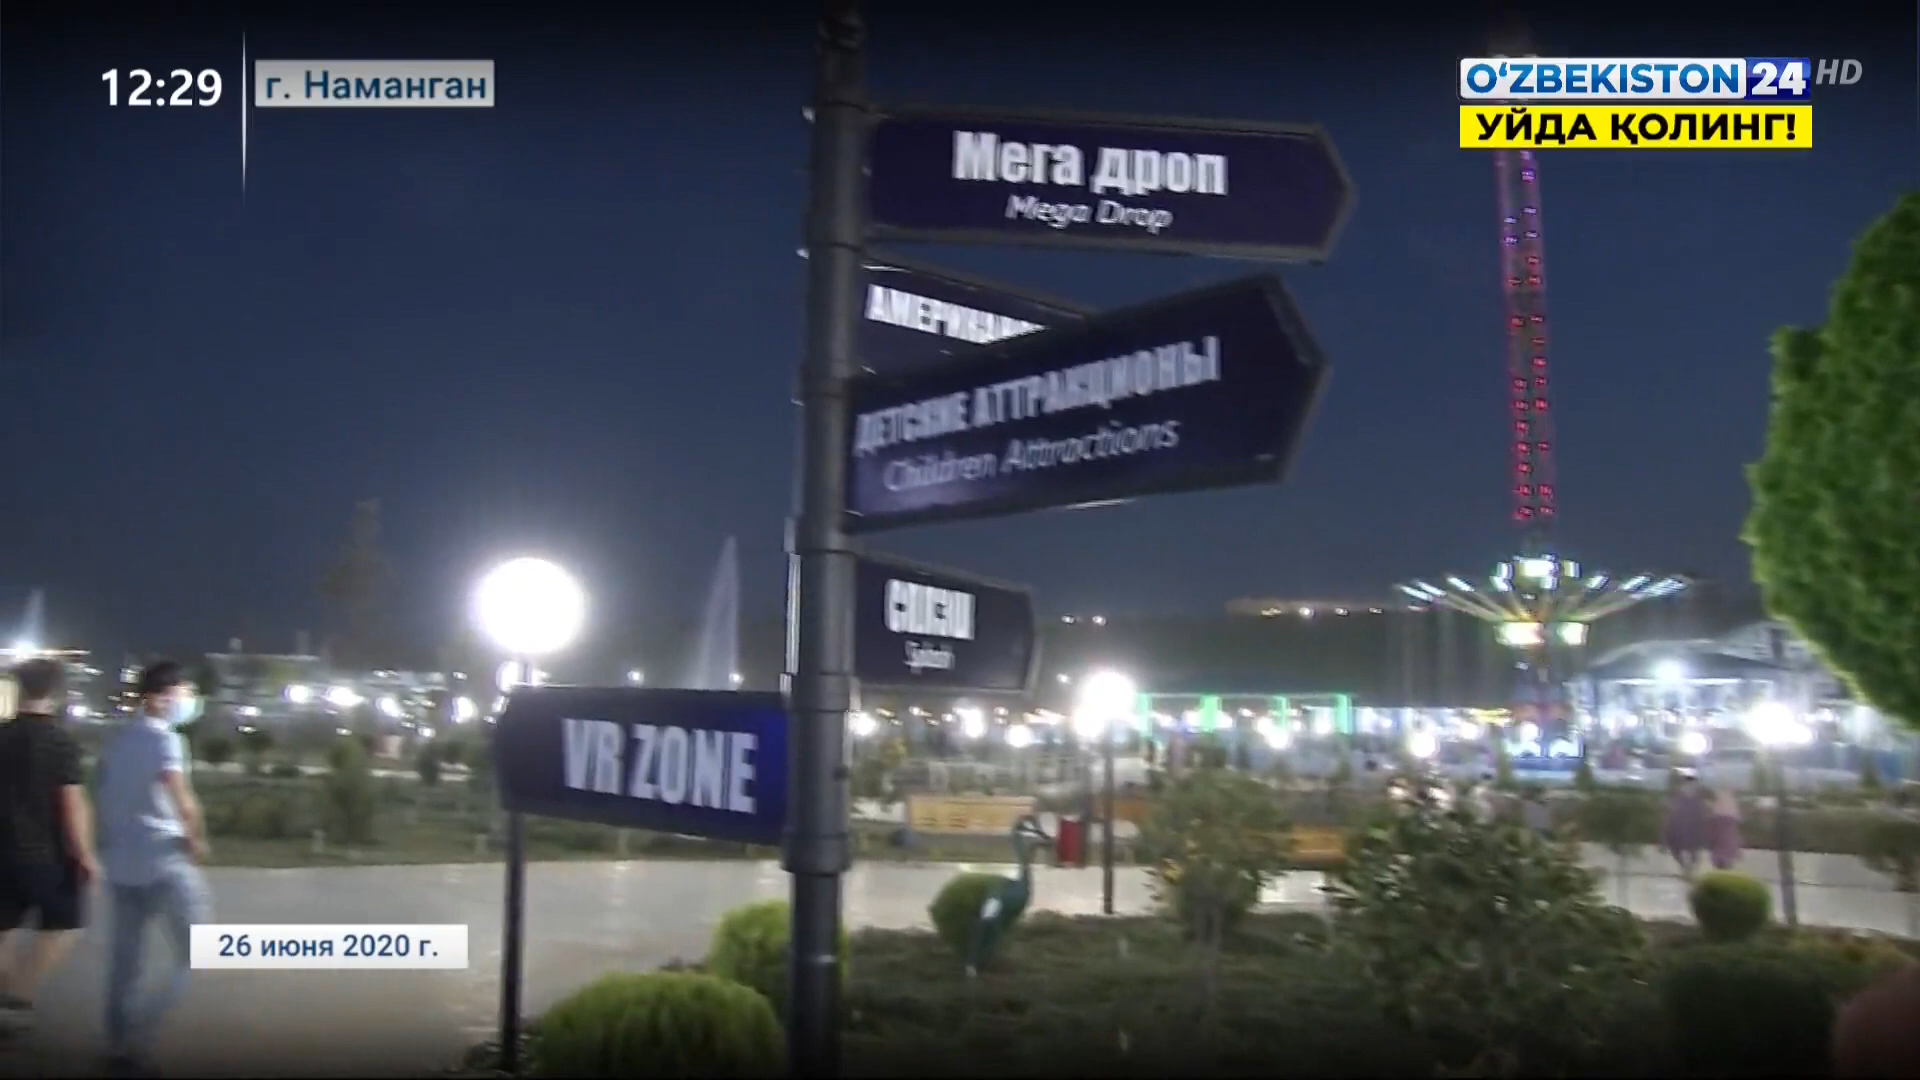 12:29
г. Наманган
O‘ZBEKISTON 24 HD
УЙДА ҚОЛИНГ!
Мега дроп
Mega Drop
ДЕТСКИЕ АТТРАКЦИОНЫ
Children Attractions
VR ZONE
26 июня 2020 г.